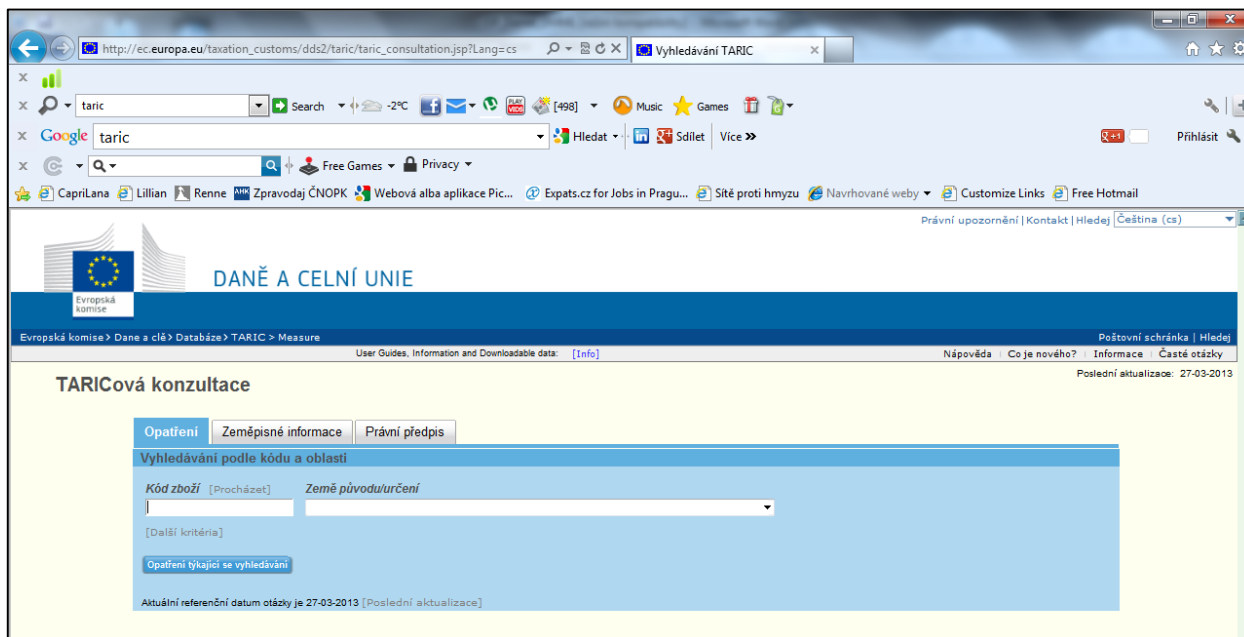 http://ec.europa.eu/taxation_customs/dds2/taric/taric_consultation.jsp?Lang=cs Vyhledávání TARIC
taric Search -2°C [498] Music Games
Google taric Hledat Sdílet Více >> +1 Přihlásit
Free Games Privacy
CapriLana Lillian Renne AHK Zpravodaj ČNOPK Webová alba aplikace Pic... Expats.cz for Jobs in Pragu... Sítě proti hmyzu Navrhované weby Customize Links Free Hotmail
Právní upozornění | Kontakt | Hledej Čeština (cs)
DANĚ A CELNÍ UNIE
Evropská
komise
Evropská komise > Dane a clě > Databáze > TARIC > Measure Poštovní schránka | Hledej
User Guides, Information and Downloadable data: [Info] Nápověda | Co je nového? | Informace | Časté otázky
TARICová konzultace Poslední aktualizace: 27-03-2013
Opatření Zeměpisné informace Právní předpis
Vyhledávání podle kódu a oblasti
Kód zboží [Procházet] Země původu/určení
[Další kritéria]
Opatření týkající se vyhledávání
Aktuální referenční datum otázky je 27-03-2013 [Poslední aktualizace]